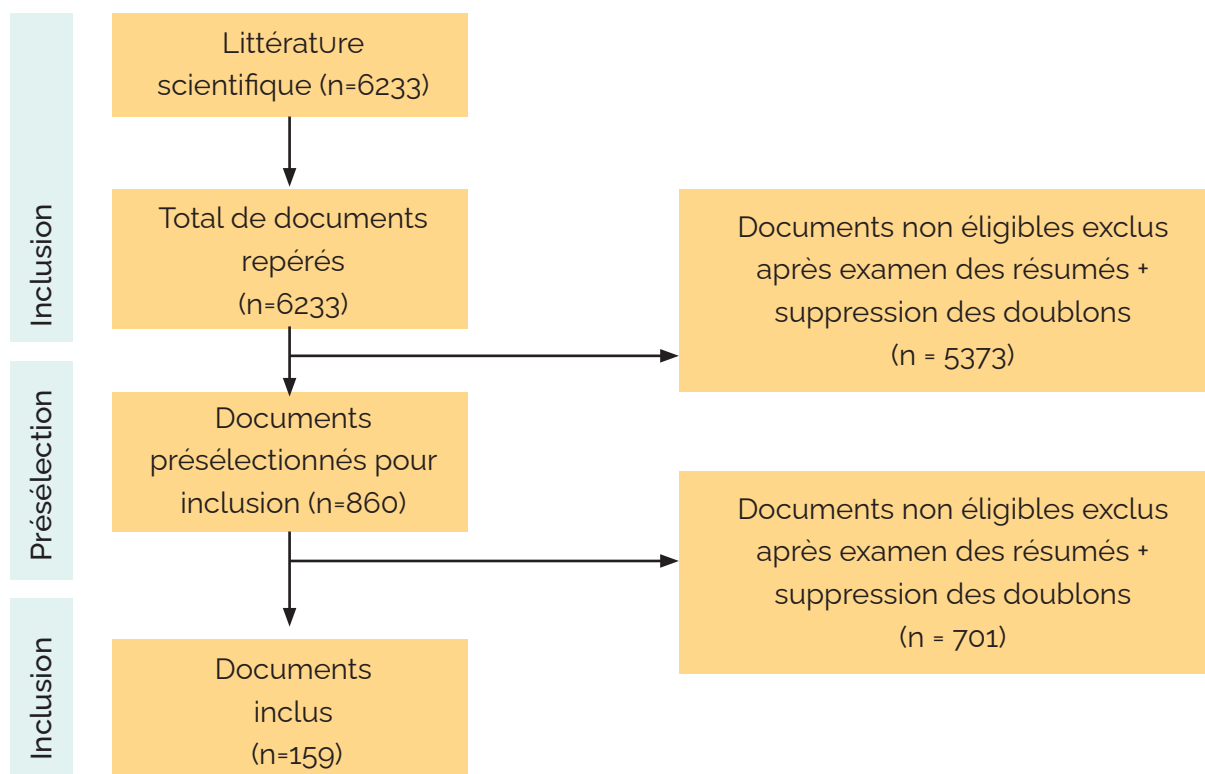 Inclusion
Littérature
scientifique (n=6233)
Total de documents
repérés
(n=6233)
Documents non éligibles exclus
après examen des résumés +
suppression des doublons
(n = 5373)
Présélection
Documents
présélectionnés pour
inclusion (n=860)
Documents non éligibles exclus
après examen des résumés +
suppression des doublons
(n = 701)
Inclusion
Documents
inclus
(n=159)